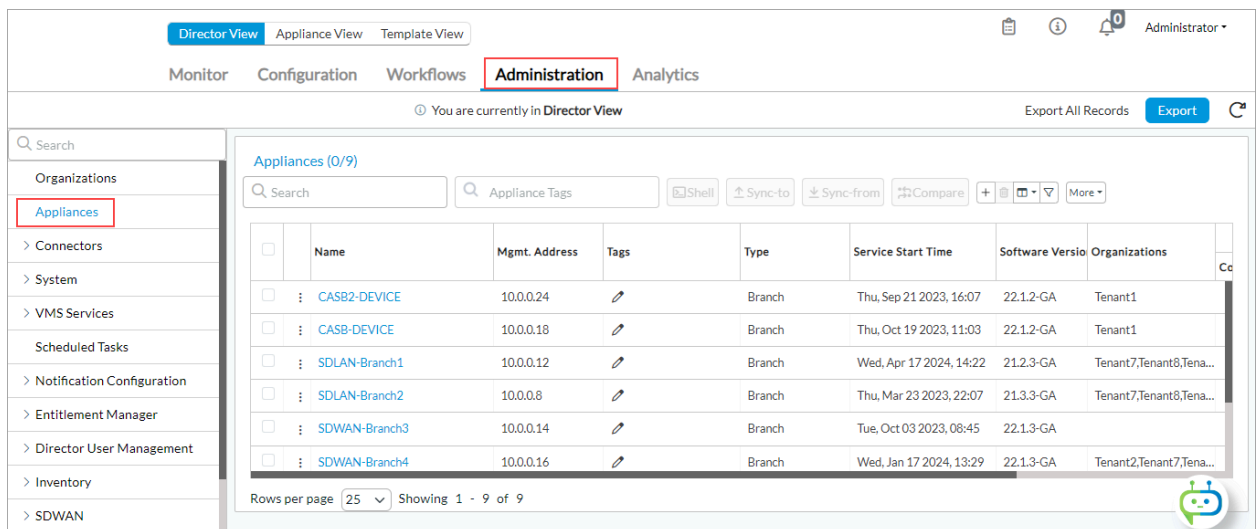 Director View Appliance View Template View 0 Administrator
Monitor Configuration Workflows Administration Analytics
You are currently in Director View Export All Records Export
Search
Organizations
Appliances
Connectors
System
VMS Services
Scheduled Tasks
Notification Configuration
Entitlement Manager
Director User Management
Inventory
SDWAN
Appliances (0/9)
Search Appliance Tags Shell Sync-to Sync-from Compare + More
Name Mgmt. Address Tags Type Service Start Time Software Versio Organizations Co
CASB2-DEVICE 10.0.0.24 Branch Thu, Sep 21 2023, 16:07 22.1.2-GA Tenant1
CASB-DEVICE 10.0.0.18 Branch Thu, Oct 19 2023, 11:03 22.1.2-GA Tenant1
SDLAN-Branch1 10.0.0.12 Branch Wed, Apr 17 2024, 14:22 21.2.3-GA Tenant7,Tenant8,Tena...
SDLAN-Branch2 10.0.0.8 Branch Thu, Mar 23 2023, 22:07 21.3.3-GA Tenant7,Tenant8,Tena...
SDWAN-Branch3 10.0.0.14 Branch Tue, Oct 03 2023, 08:45 22.1.3-GA
SDWAN-Branch4 10.0.0.16 Branch Wed, Jan 17 2024, 13:29 22.1.3-GA Tenant2,Tenant7,Tena...
Rows per page 25 Showing 1 - 9 of 9